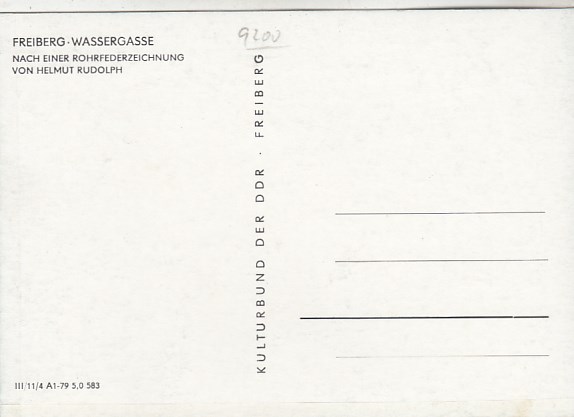 FREIBERG · WASSERGASSE
NACH EINER ROHRFEDERZEICHNUNG
VON HELMUT RUDOLPH
9200
KULTURBUND DER DDR · FREIBERG
III/11/4 A1-79 5,0 583